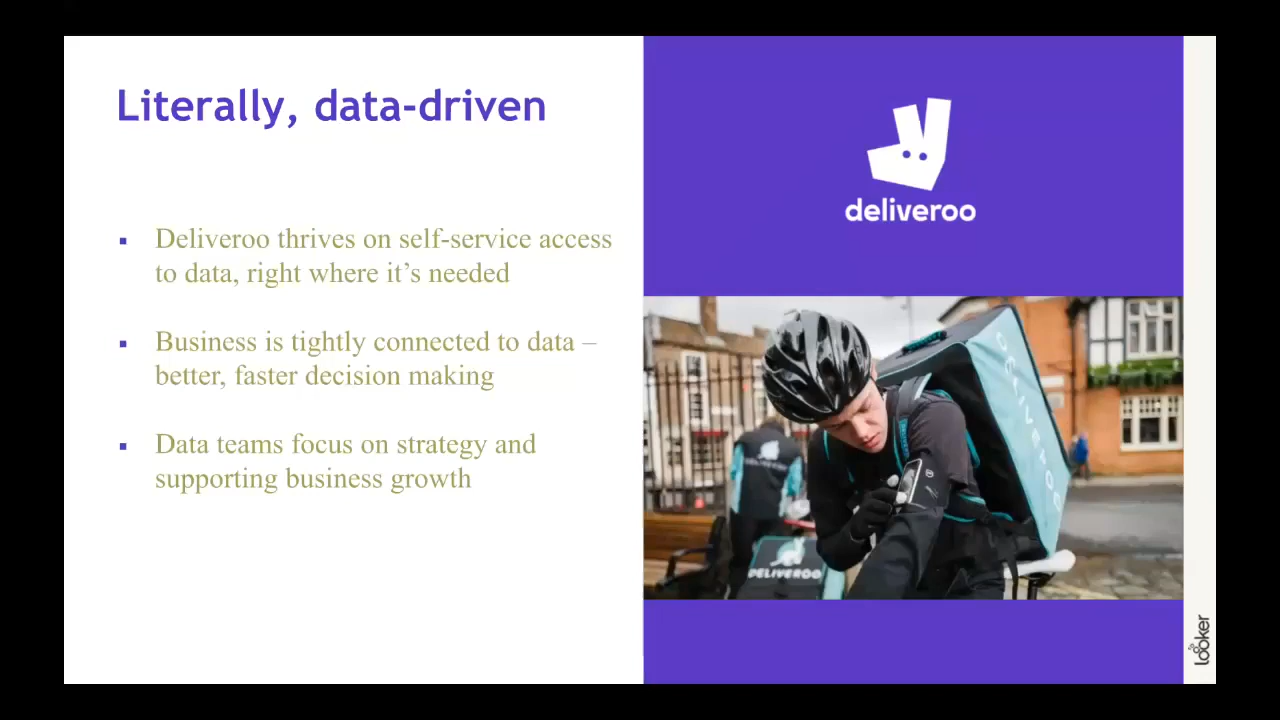 Literally, data-driven
▪ Deliveroo thrives on self-service access
to data, right where it’s needed
▪ Business is tightly connected to data –
better, faster decision making
▪ Data teams focus on strategy and
supporting business growth
deliveroo
DELIVEROO
DELIVEROO
DELIVEROO
looker